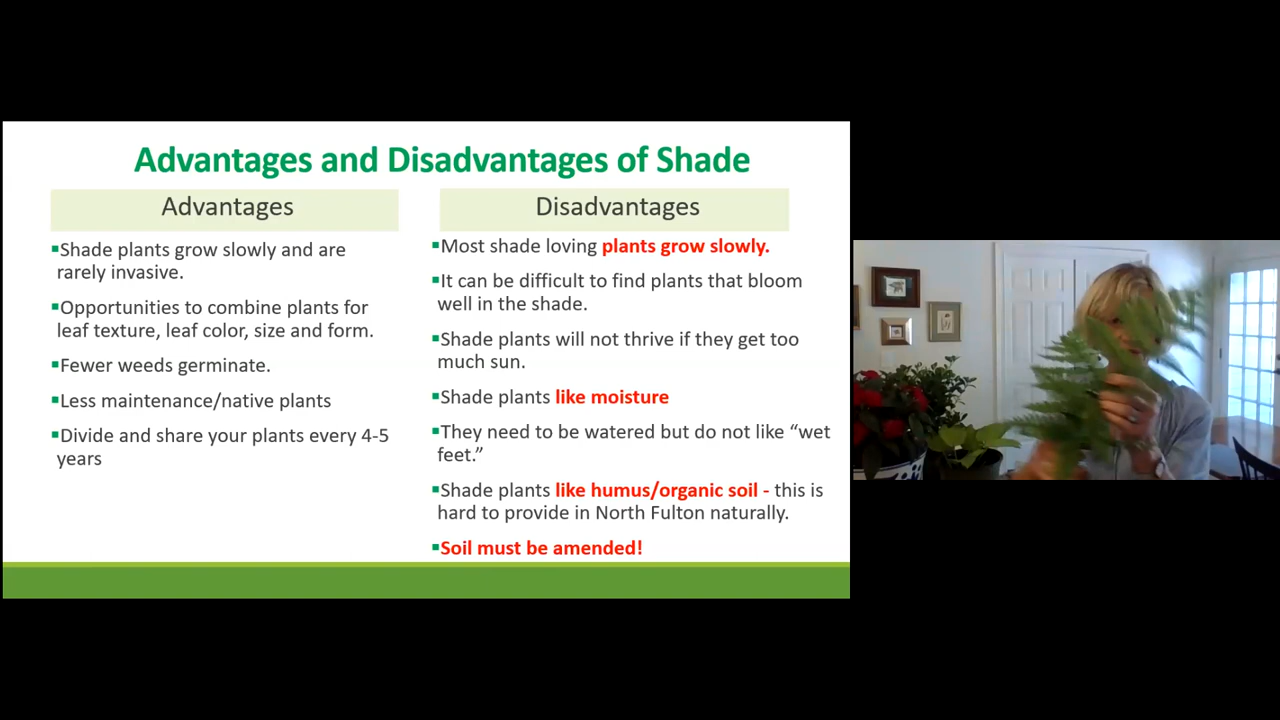 Advantages and Disadvantages of Shade
Advantages
▪Shade plants grow slowly and are
rarely invasive.
▪Opportunities to combine plants for
leaf texture, leaf color, size and form.
▪Fewer weeds germinate.
▪Less maintenance/native plants
▪Divide and share your plants every 4-5
years
Disadvantages
▪Most shade loving plants grow slowly.
▪It can be difficult to find plants that bloom
well in the shade.
▪Shade plants will not thrive if they get too
much sun.
▪Shade plants like moisture
▪They need to be watered but do not like “wet
feet.”
▪Shade plants like humus/organic soil - this is
hard to provide in North Fulton naturally.
▪Soil must be amended!